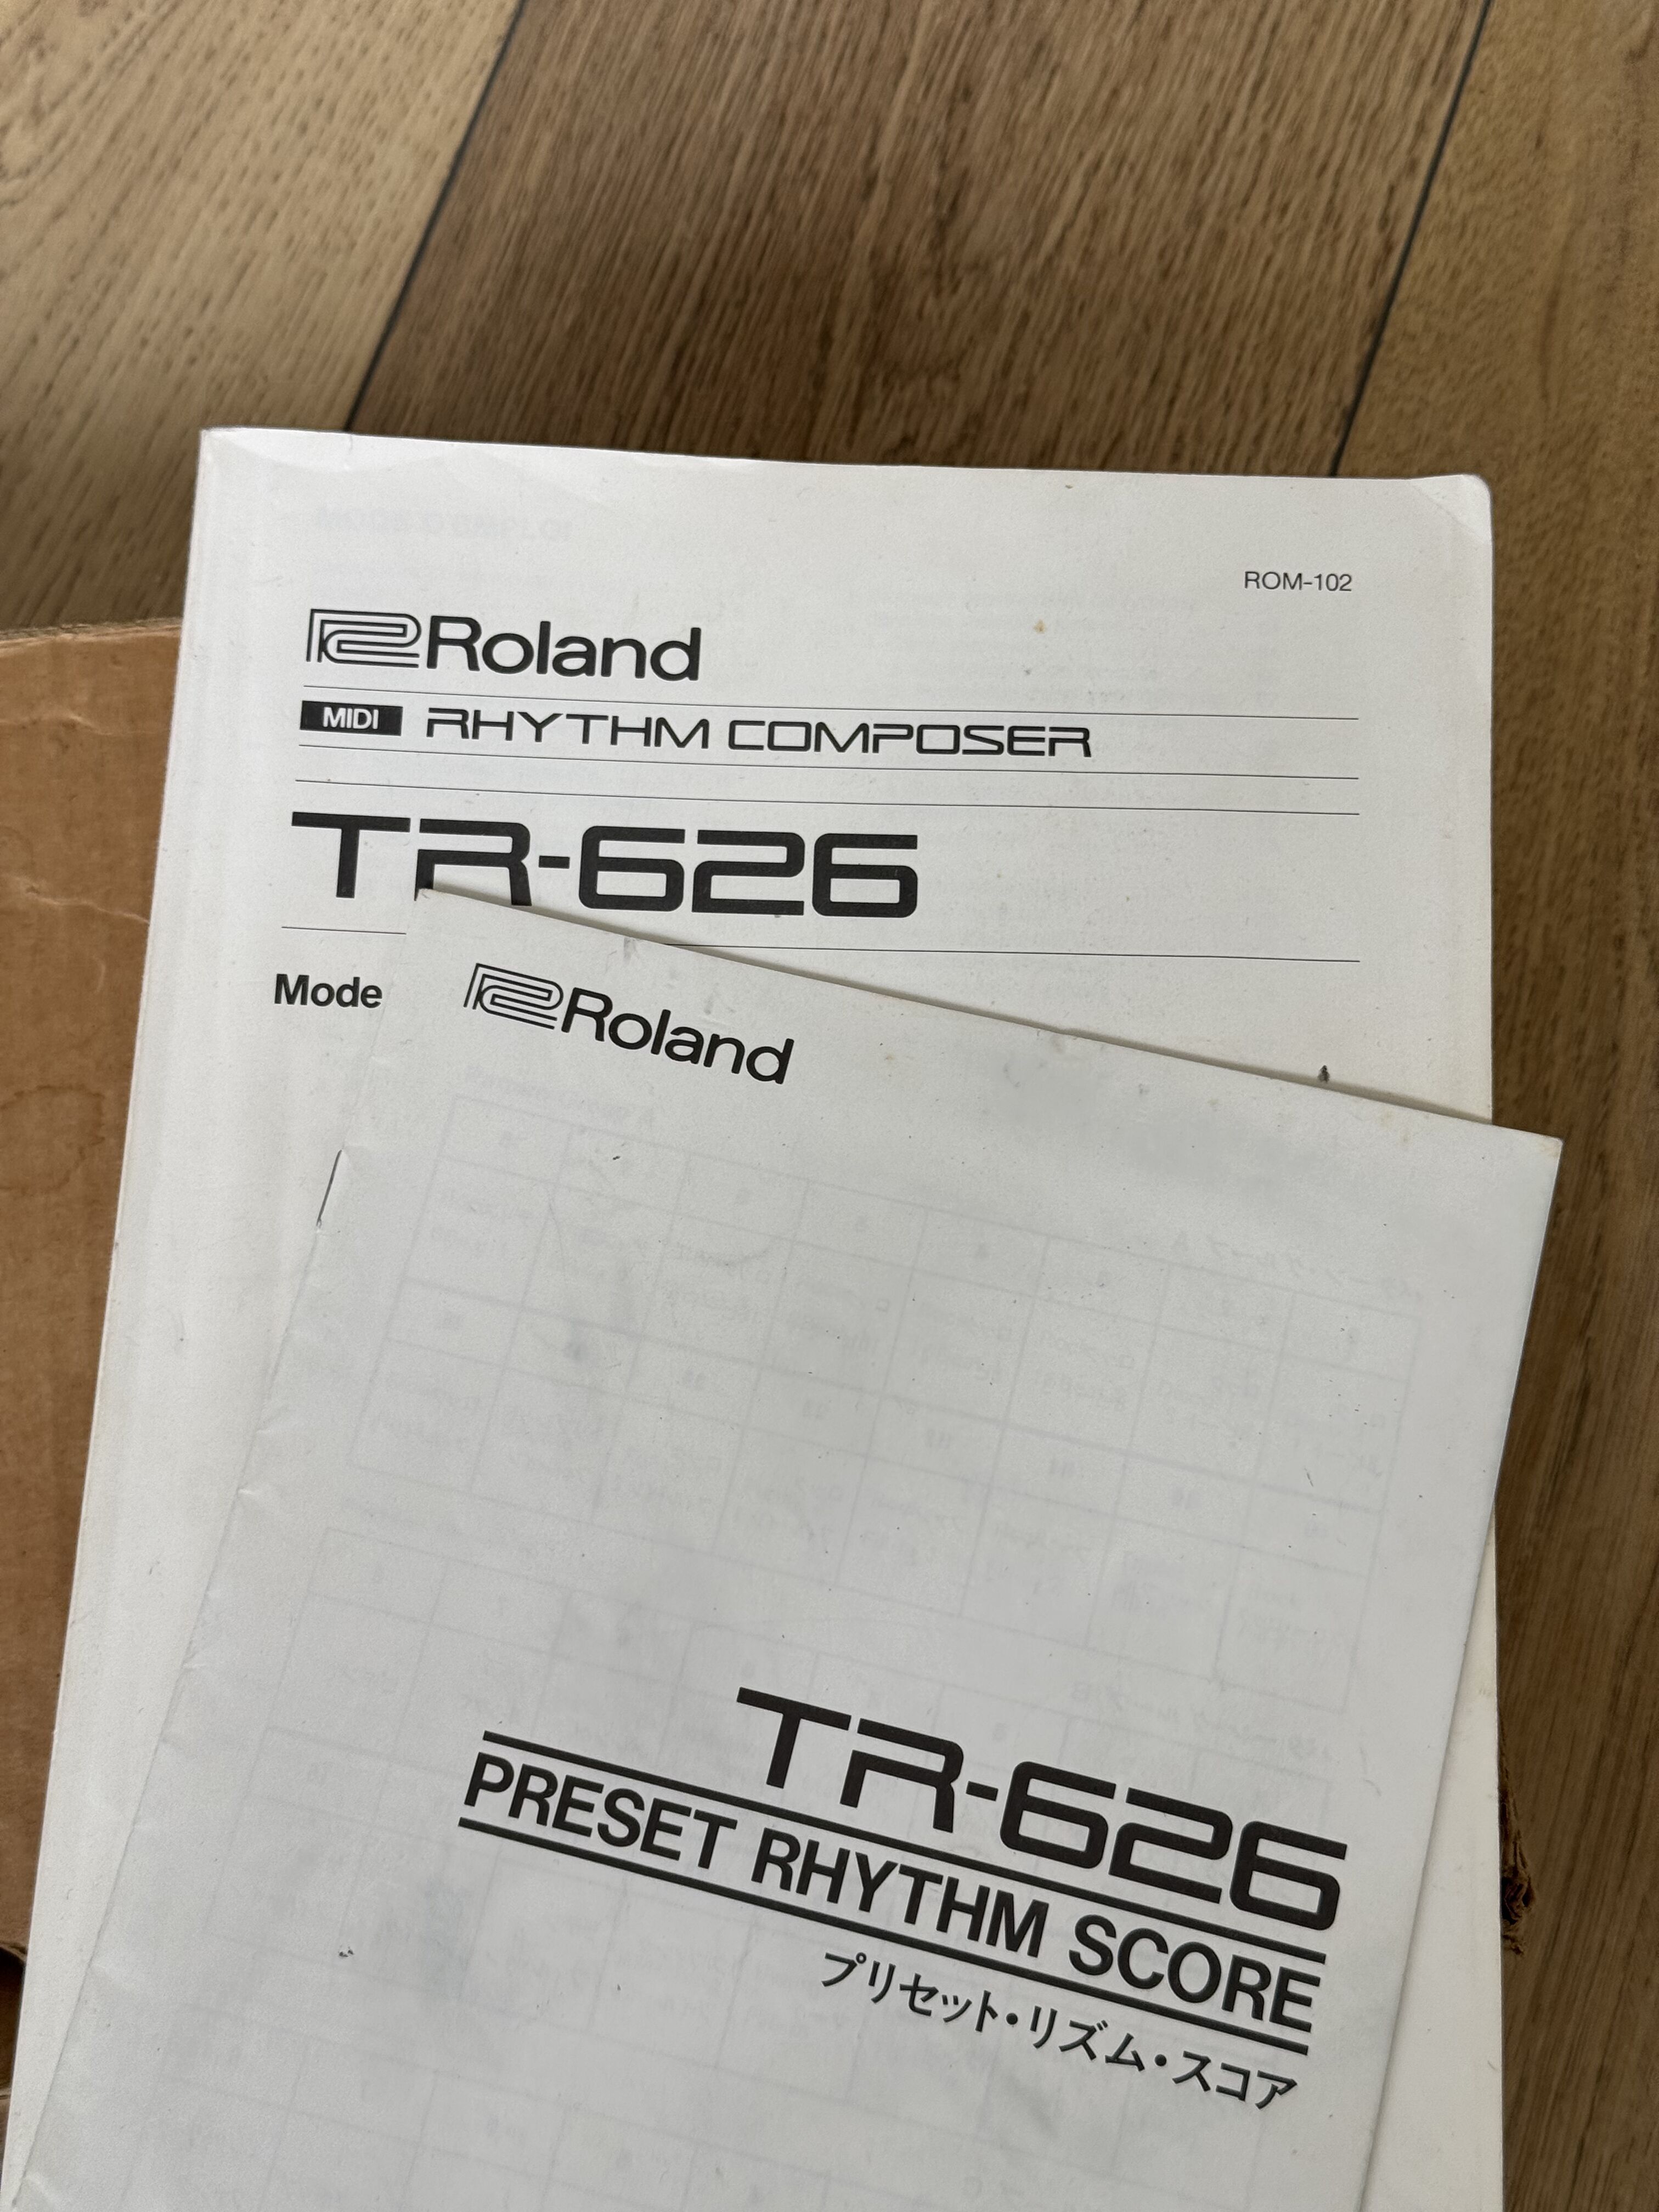 ROM-102
Roland
MIDI RHYTHM COMPOSER
TR-626
Mode
Roland
TR-626
PRESET RHYTHM SCORE
プリセット・リズム・スコア